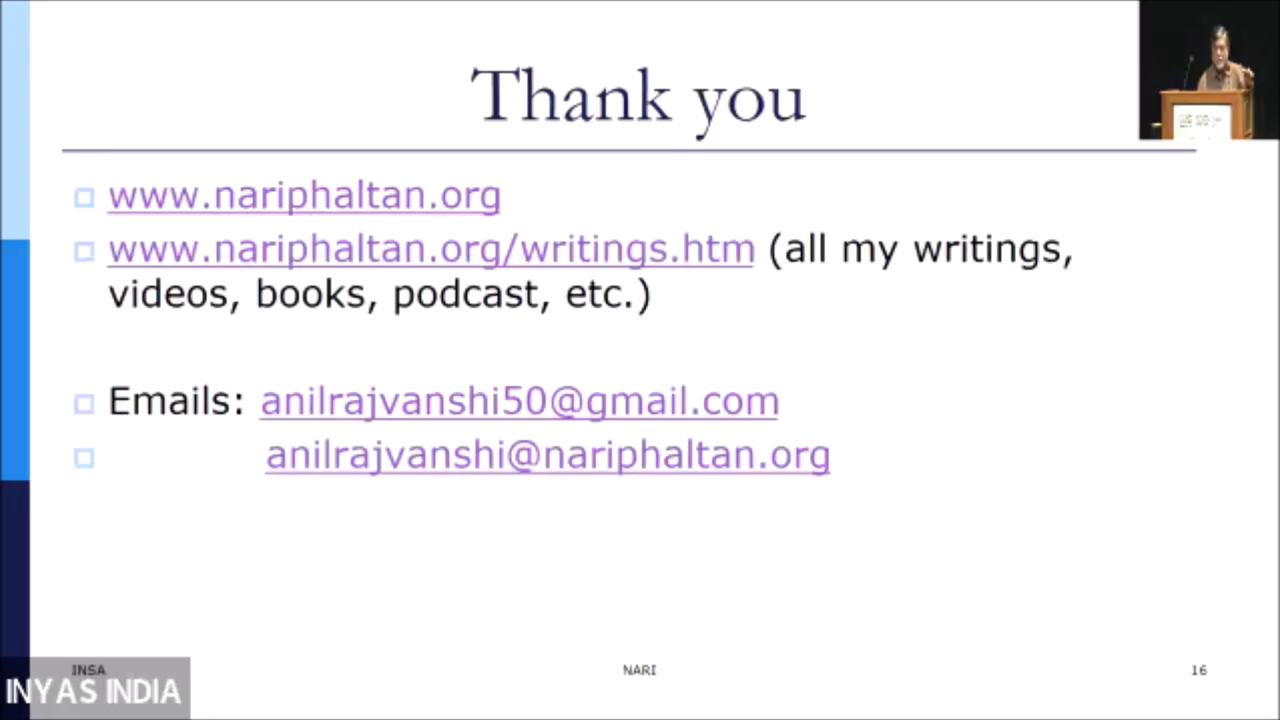 Thank you
www.nariphaltan.org
www.nariphaltan.org/writings.htm (all my writings,
videos, books, podcast, etc.)
Emails: anilrajvanshi50@gmail.com
anilrajvanshi@nariphaltan.org
INSA
NARI
16
INYAS INDIA